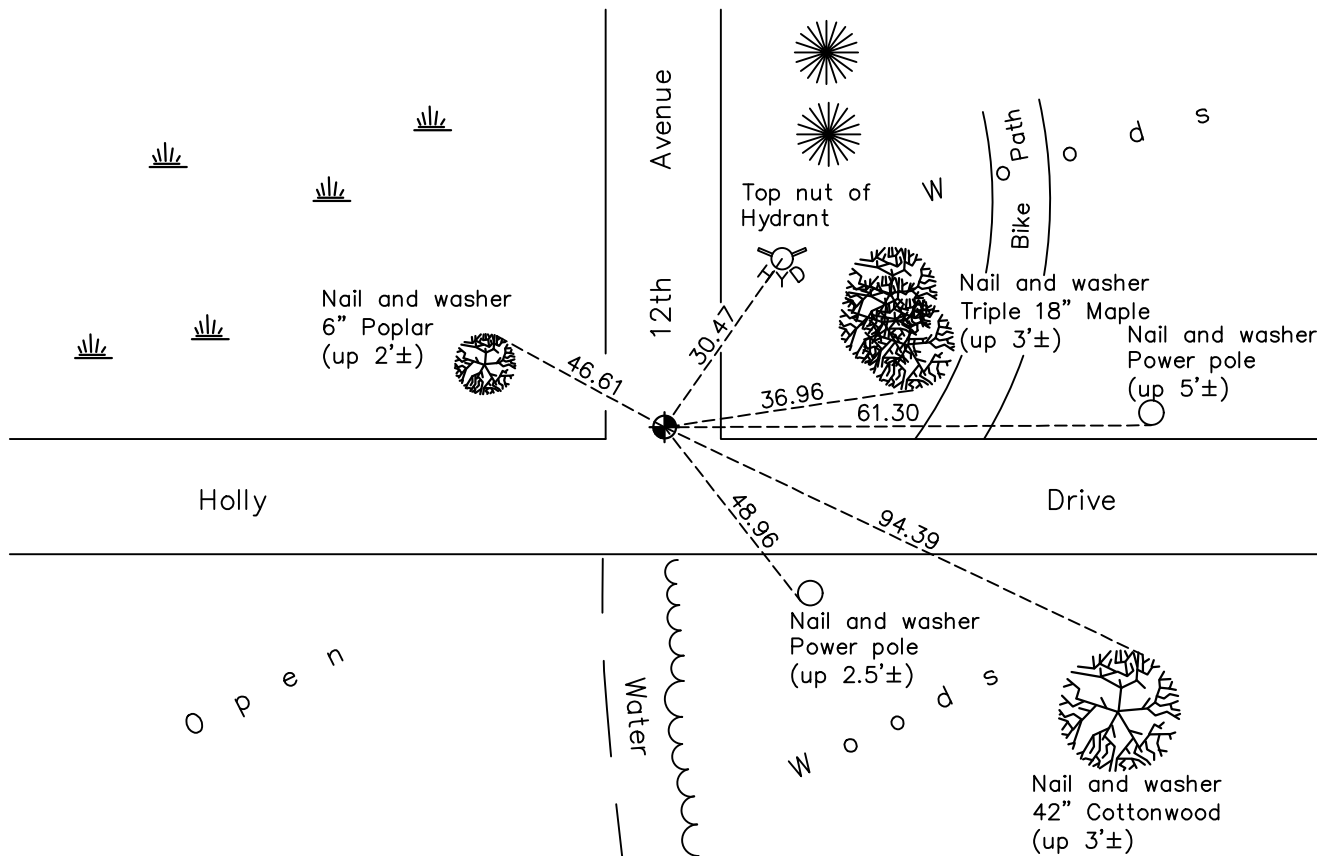 12th Avenue
Top nut of
Hydrant
HYD
30.47
W o o d s
Bike Path
Nail and washer
6” Poplar
(up 2'±)
46.61
Nail and washer
Triple 18” Maple
(up 3'±)
36.96
Nail and washer
Power pole
(up 5'±)
61.30
Holly Drive
48.96
94.39
Nail and washer
Power pole
(up 2.5'±)
O p e n
Water
W o o d s
Nail and washer
42” Cottonwood
(up 3'±)